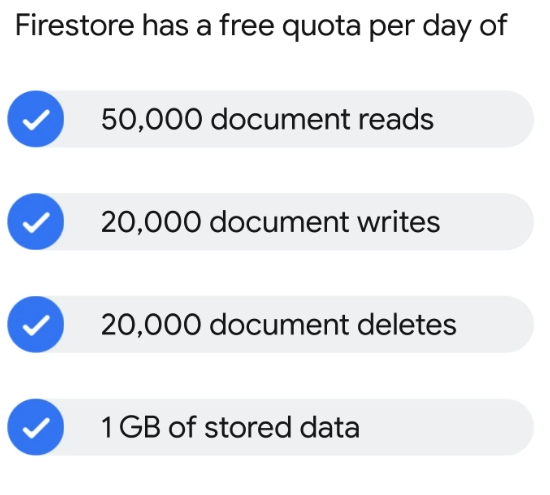 Firestore has a free quota per day of
50,000 document reads
20,000 document writes
20,000 document deletes
1 GB of stored data